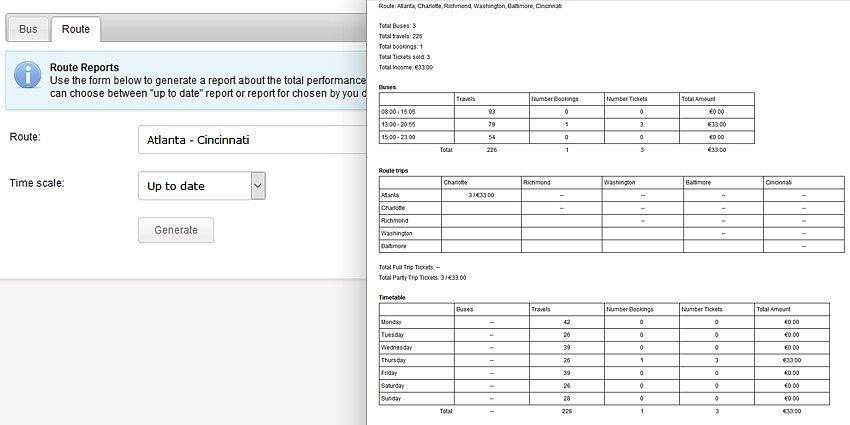 Bus Route
Route Reports
Use the form below to generate a report about the total performance
can choose between "up to date" report or report for chosen by you d
Route: Atlanta - Cincinnati
Time scale: Up to date
Generate
Route: Atlanta, Charlotte, Richmond, Washington, Baltimore, Cincinnati
Total Buses: 3
Total travels: 226
Total bookings: 1
Total Tickets sold: 3
Total Income: €33.00
Buses
Travels Number Bookings Number Tickets Total Amount
08:00 - 15:05 93 0 0 €0.00
13:00 - 20:55 79 1 3 €33.00
15:00 - 23:00 54 0 0 €0.00
Total: 226 1 3 €33.00
Route trips
Charlotte Richmond Washington Baltimore Cincinnati
Atlanta 3 / €33.00 -- -- -- --
Charlotte -- -- -- --
Richmond -- -- --
Washington -- --
Baltimore --
Total Full Trip Tickets: --
Total Partly Trip Tickets: 3 / €33.00
Timetable
Buses Travels Number Bookings Number Tickets Total Amount
Monday -- 42 0 0 €0.00
Tuesday -- 26 0 0 €0.00
Wednesday -- 39 0 0 €0.00
Thursday -- 26 1 3 €33.00
Friday -- 39 0 0 €0.00
Saturday -- 26 0 0 €0.00
Sunday -- 28 0 0 €0.00
Total: -- 226 1 3 €33.00